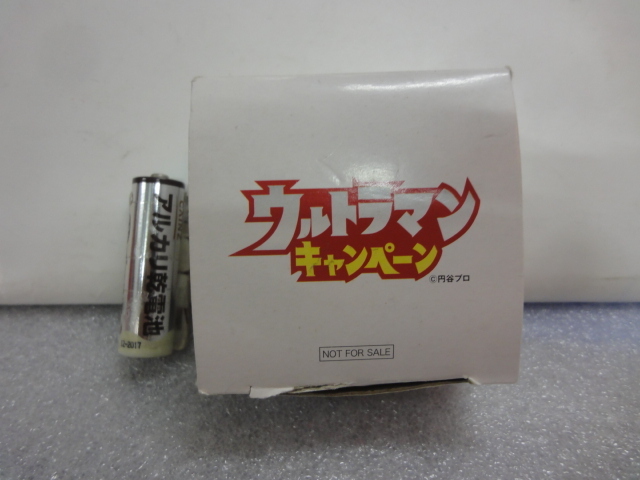 ウルトラマン
キャンペーン
©円谷プロ
NOT FOR SALE
アルカリ乾電池